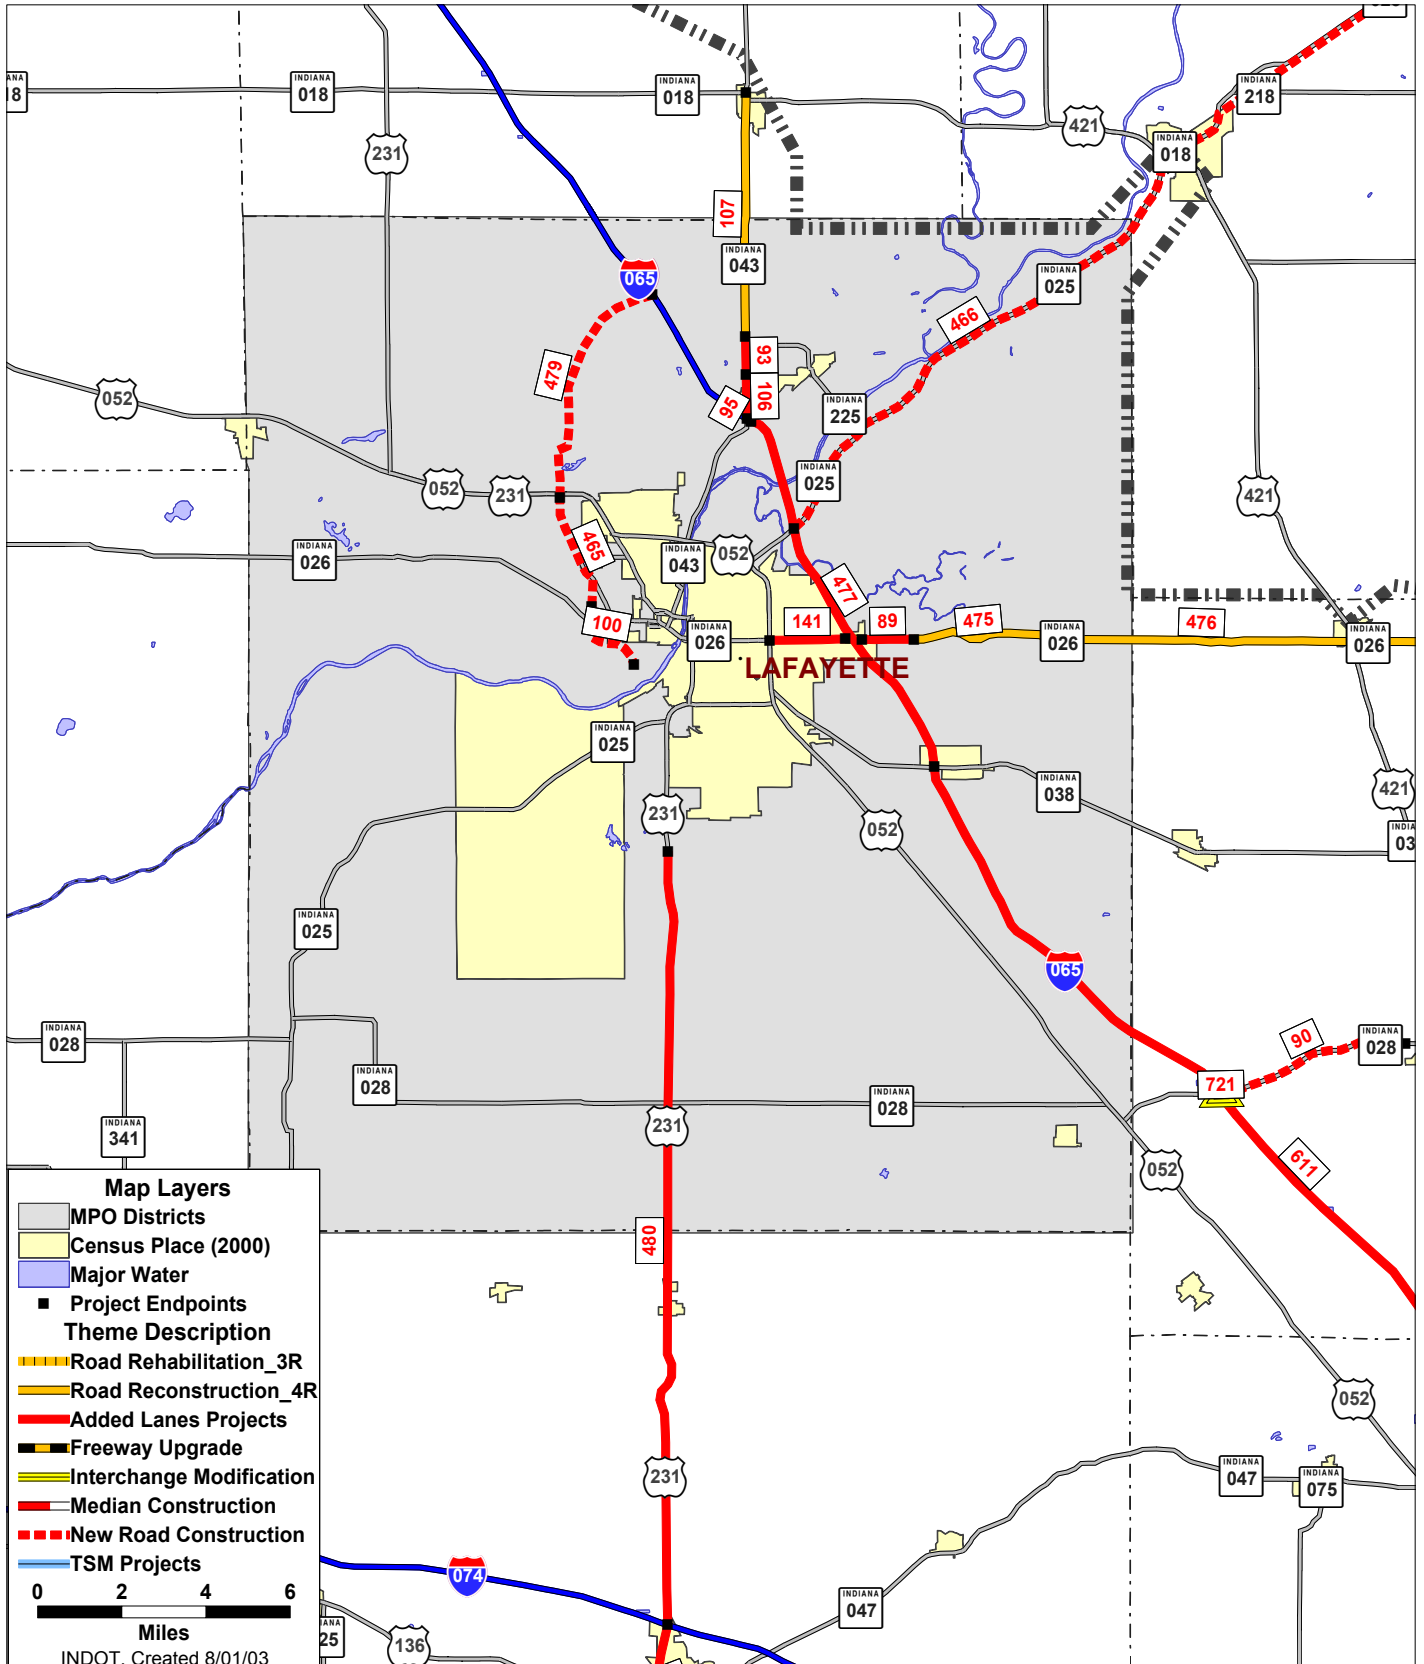 INDIANA
018
INDIANA
018
INDIANA
018
INDIANA
218
421
231
INDIANA
018
107
INDIANA
043
065
INDIANA
025
466
93
479
106
95
052
INDIANA
225
INDIANA
025
052
231
421
465
INDIANA
026
INDIANA
043
052
477
100
141
89
475
476
INDIANA
026
INDIANA
026
INDIANA
026
LAFAYETTE
INDIANA
025
INDIANA
038
421
231
052
03
INDIANA
025
065
INDIANA
028
90
INDIANA
028
721
INDIANA
028
INDIANA
028
231
INDIANA
341
052
611
480
052
231
INDIANA
047
INDIANA
075
074
INDIANA
047
25
136
Map Layers
MPO Districts
Census Place (2000)
Major Water
Project Endpoints
Theme Description
Road Rehabilitation_3R
Road Reconstruction_4R
Added Lanes Projects
Freeway Upgrade
Interchange Modification
Median Construction
New Road Construction
TSM Projects
0 2 4 6
Miles
INDOT, Created 8/01/03